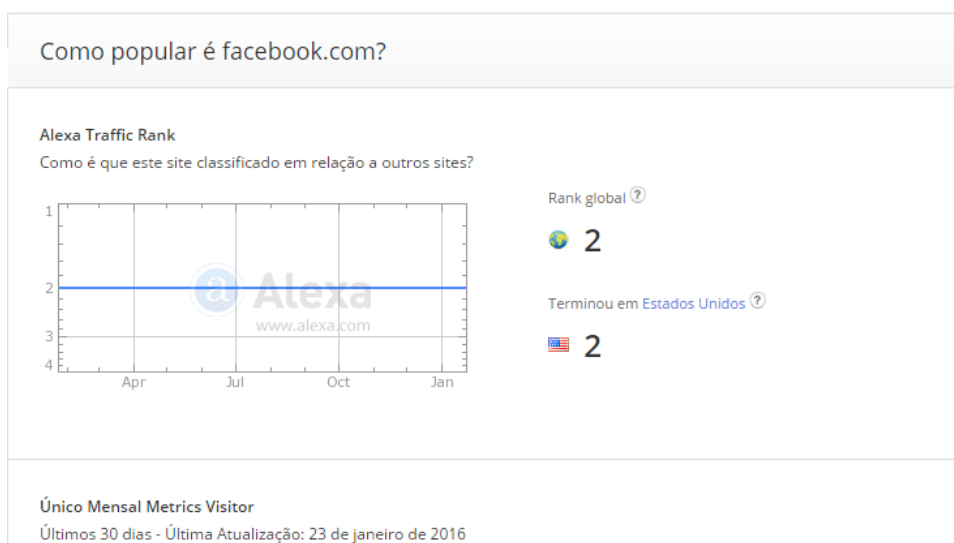 Como popular é facebook.com?
Alexa Traffic Rank
Como é que este site classificado em relação a outros sites?
Rank global ?
2
Terminou em Estados Unidos ?
2
1
2
3
4
a Alexa
www.alexa.com
Apr Jul Oct Jan
Único Mensal Metrics Visitor
Últimos 30 dias - Última Atualização: 23 de janeiro de 2016